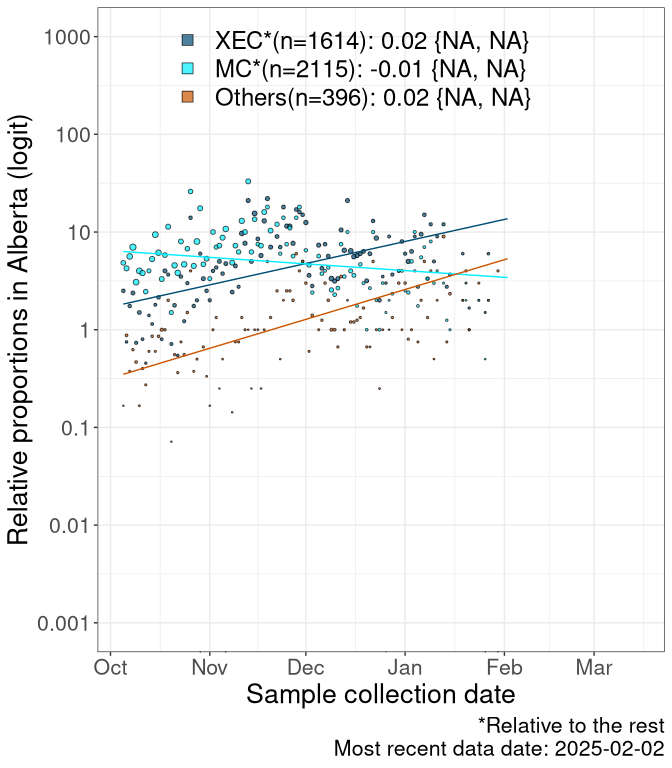 XEC*(n=1614): 0.02 {NA, NA}
MC*(n=2115): -0.01 {NA, NA}
Others(n=396): 0.02 {NA, NA}
Relative proportions in Alberta (logit)
1000
100
10
1
0.1
0.01
0.001
Oct Nov Dec Jan Feb Mar
Sample collection date
*Relative to the rest
Most recent data date: 2025-02-02